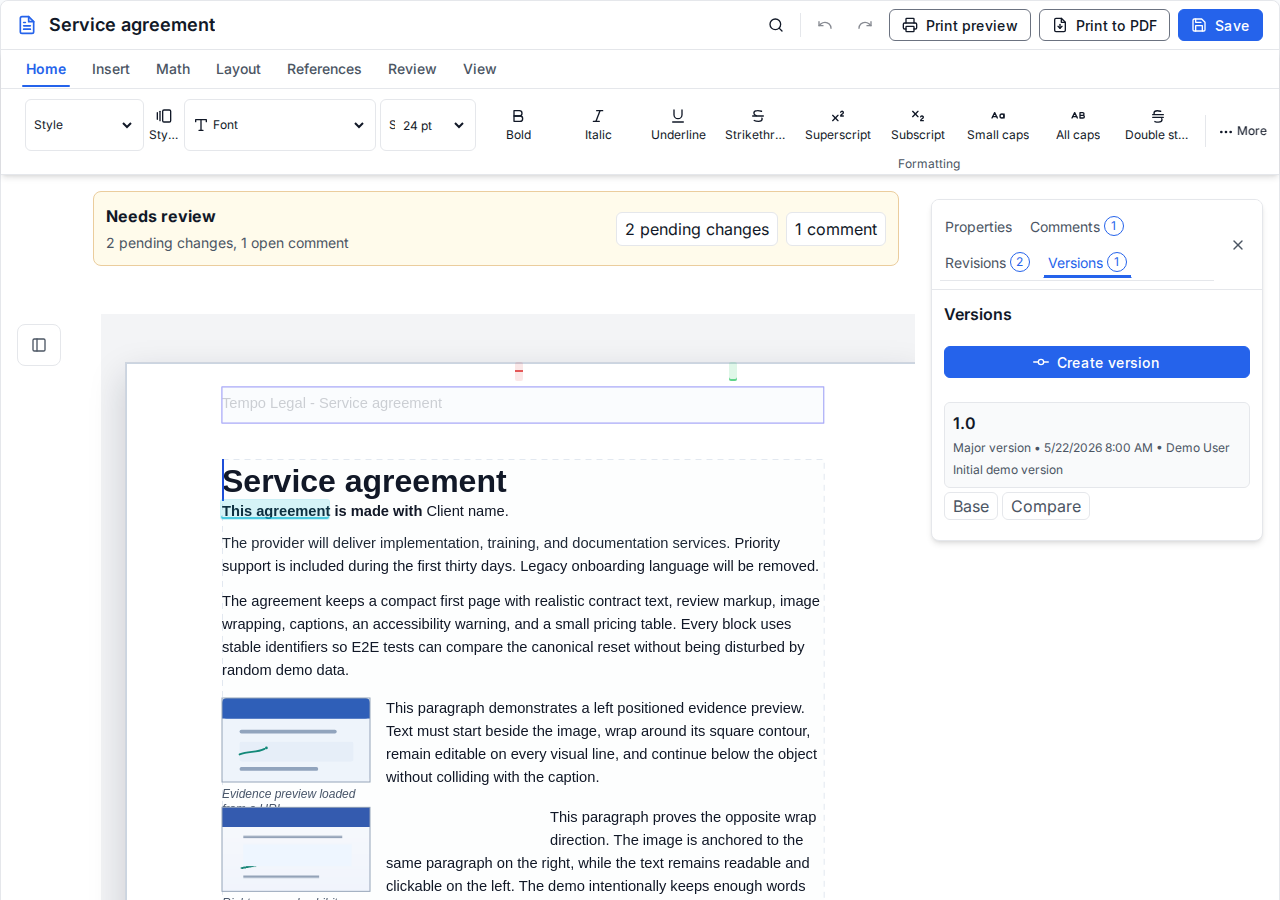 Service agreement
Print preview
Print to PDF
Save
Home
Insert
Math
Layout
References
Review
View
Style
Sty...
Font
24 pt
Bold
Italic
Underline
Strikethr...
Superscript
Subscript
Small caps
All caps
Double st...
More
Formatting
Needs review
2 pending changes, 1 open comment
2 pending changes
1 comment
Properties
Comments 1
Revisions 2
Versions 1
Versions
Create version
1.0
Major version • 5/22/2026 8:00 AM • Demo User
Initial demo version
Base
Compare
Tempo Legal - Service agreement
Service agreement
This agreement is made with Client name.
The provider will deliver implementation, training, and documentation services. Priority
support is included during the first thirty days. Legacy onboarding language will be removed.
The agreement keeps a compact first page with realistic contract text, review markup, image
wrapping, captions, an accessibility warning, and a small pricing table. Every block uses
stable identifiers so E2E tests can compare the canonical reset without being disturbed by
random demo data.
This paragraph demonstrates a left positioned evidence preview.
Text must start beside the image, wrap around its square contour,
remain editable on every visual line, and continue below the object
without colliding with the caption.
Evidence preview loaded
This paragraph proves the opposite wrap
direction. The image is anchored to the
same paragraph on the right, while the text remains readable and
clickable on the left. The demo intentionally keeps enough words